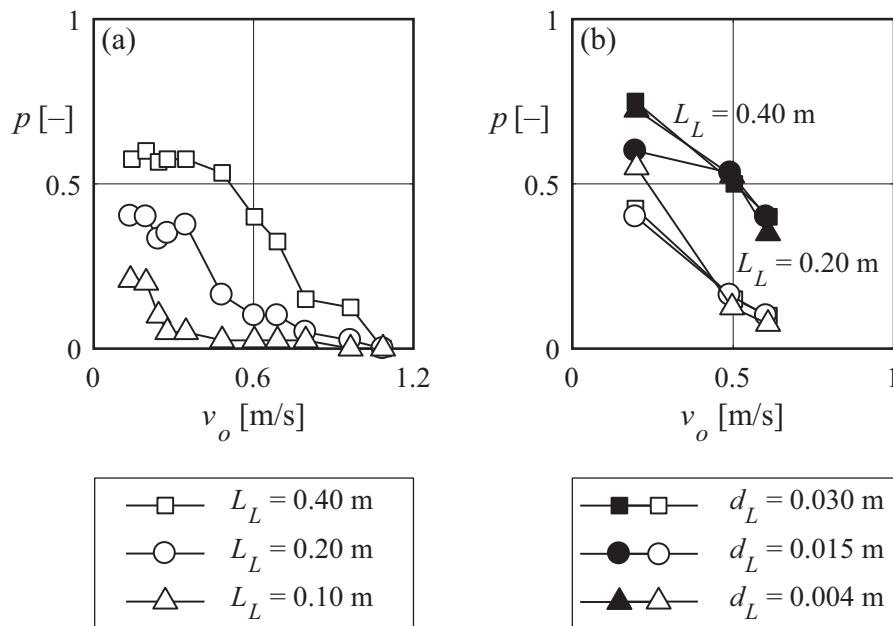 1
(a)
p [–]
0.5
0
0
0.6
1.2
v_o [m/s]
L_L = 0.40 m
L_L = 0.20 m
L_L = 0.10 m
1
(b)
p [–]
L_L = 0.40 m
0.5
L_L = 0.20 m
0
0
0.5
1
v_o [m/s]
d_L = 0.030 m
d_L = 0.015 m
d_L = 0.004 m